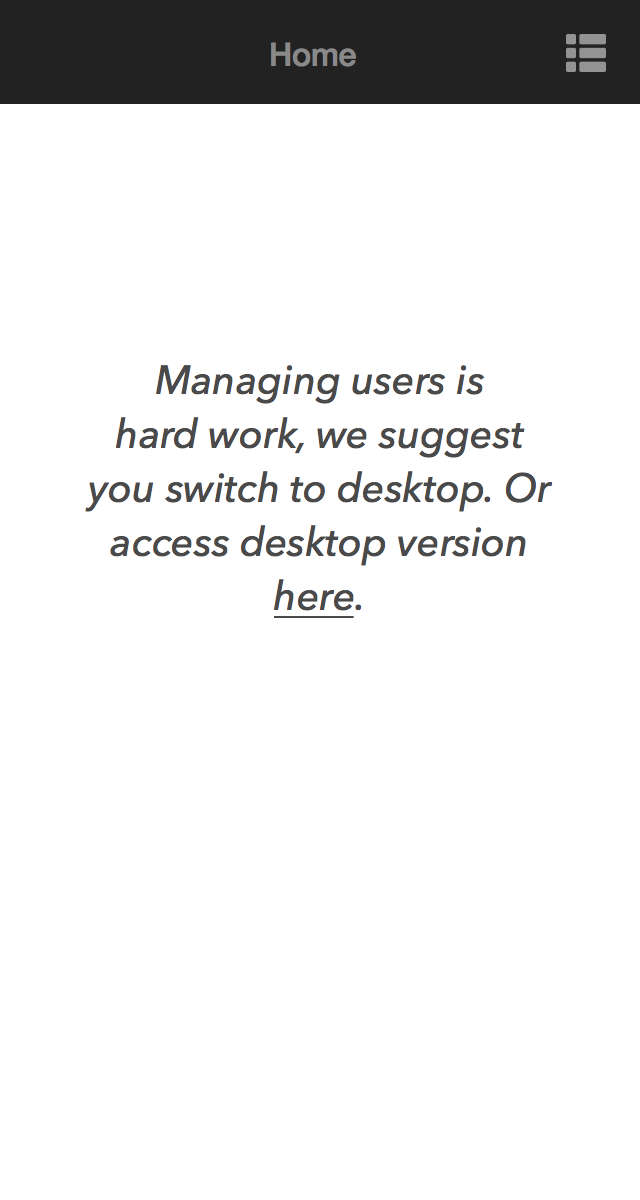 Home
Managing users is
hard work, we suggest
you switch to desktop. Or
access desktop version
here.